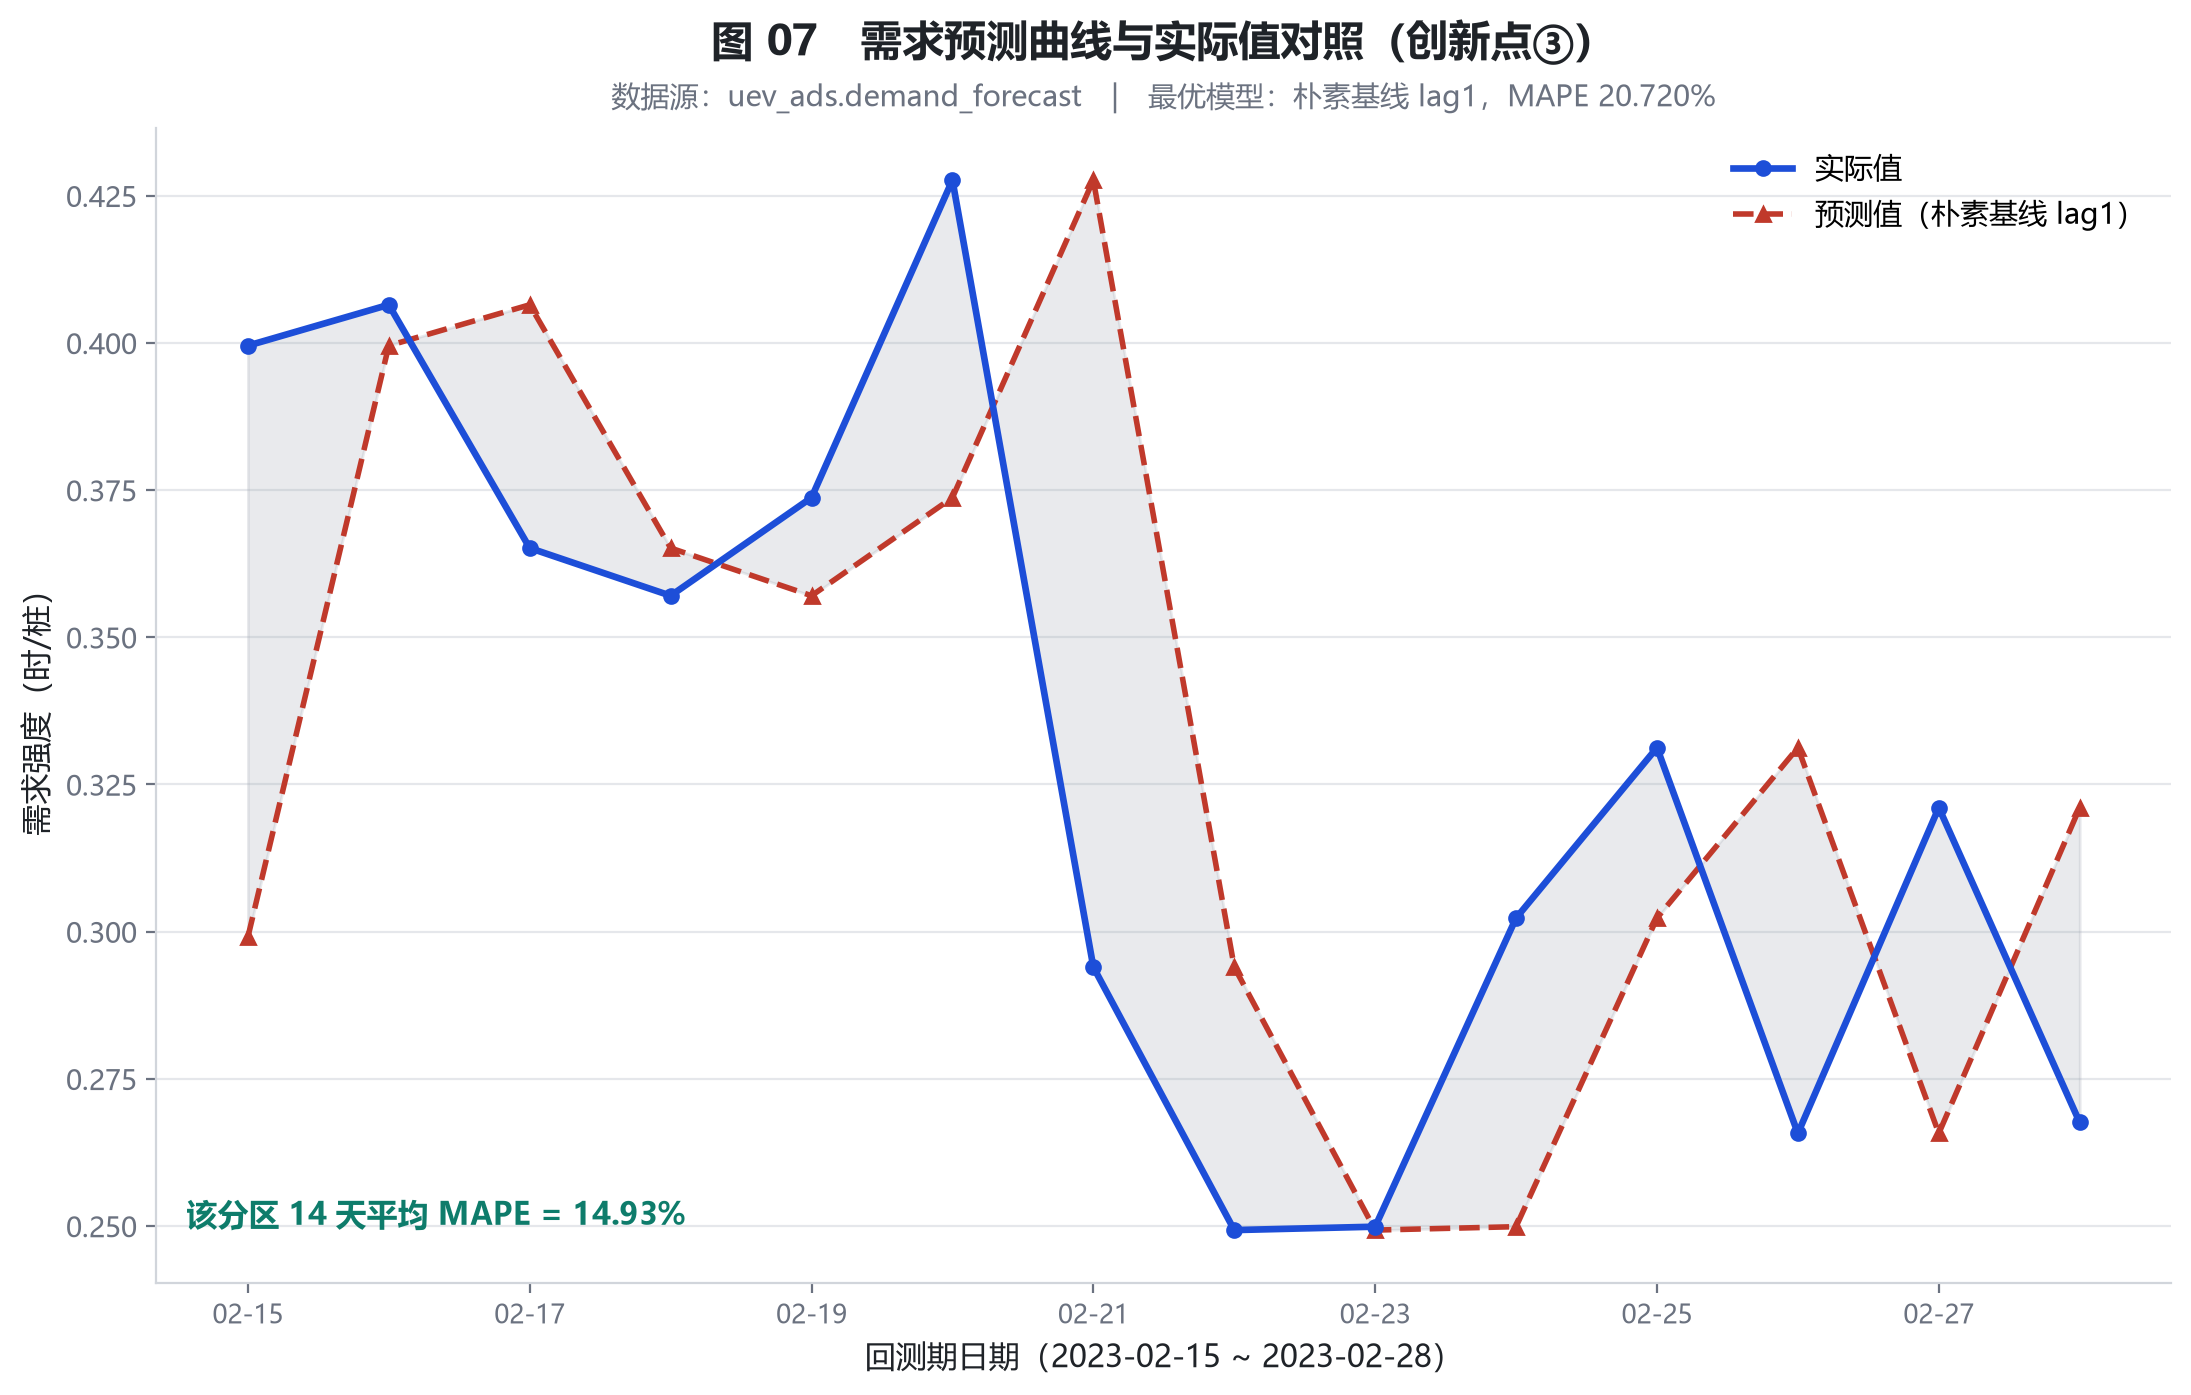 图 07　需求预测曲线与实际值对照（创新点③）
数据源：uev_ads.demand_forecast　|　最优模型：朴素基线 lag1，MAPE 20.720%
实际值
预测值（朴素基线 lag1）
需求强度（时/桩）
0.425
0.400
0.375
0.350
0.325
0.300
0.275
0.250
该分区 14 天平均 MAPE = 14.93%
02-15 02-17 02-19 02-21 02-23 02-25 02-27
回测期日期（2023-02-15 ~ 2023-02-28）